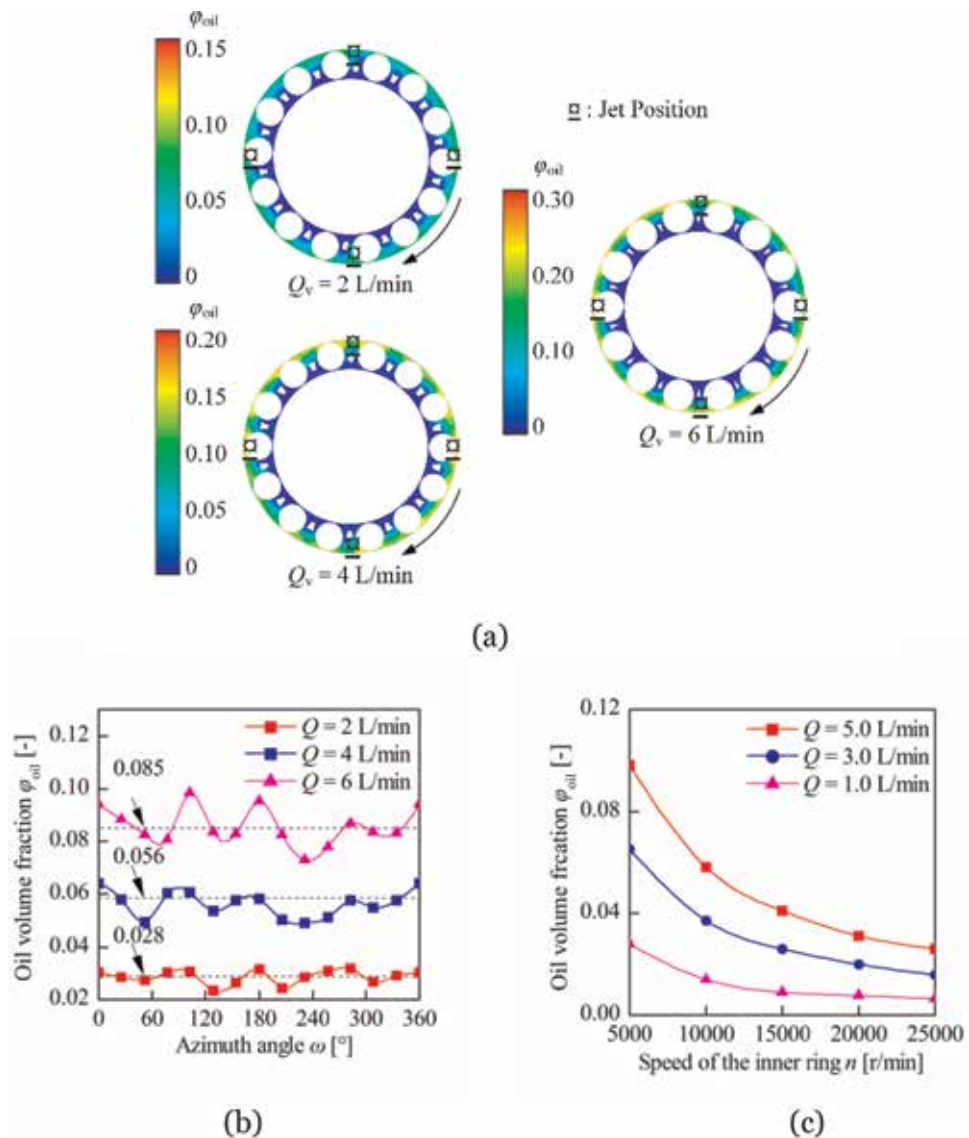 φoil
0.15
0.10
0.05
0
Qv = 2 L/min
¤ : Jet Position
φoil
0.30
0.20
0.10
0
Qv = 6 L/min
φoil
0.20
0.15
0.10
0.05
0
Qv = 4 L/min
(a)
Oil volume fraction φoil [-]
0.12
0.10
0.08
0.06
0.04
0.02
Q = 2 L/min
Q = 4 L/min
Q = 6 L/min
0.085
0.056
0.028
0 60 120 180 240 300 360
Azimuth angle ω [°]
(b)
Oil volume frcation φoil [-]
0.12
0.08
0.04
0.00
Q = 5.0 L/min
Q = 3.0 L/min
Q = 1.0 L/min
5000 10000 15000 20000 25000
Speed of the inner ring n [r/min]
(c)